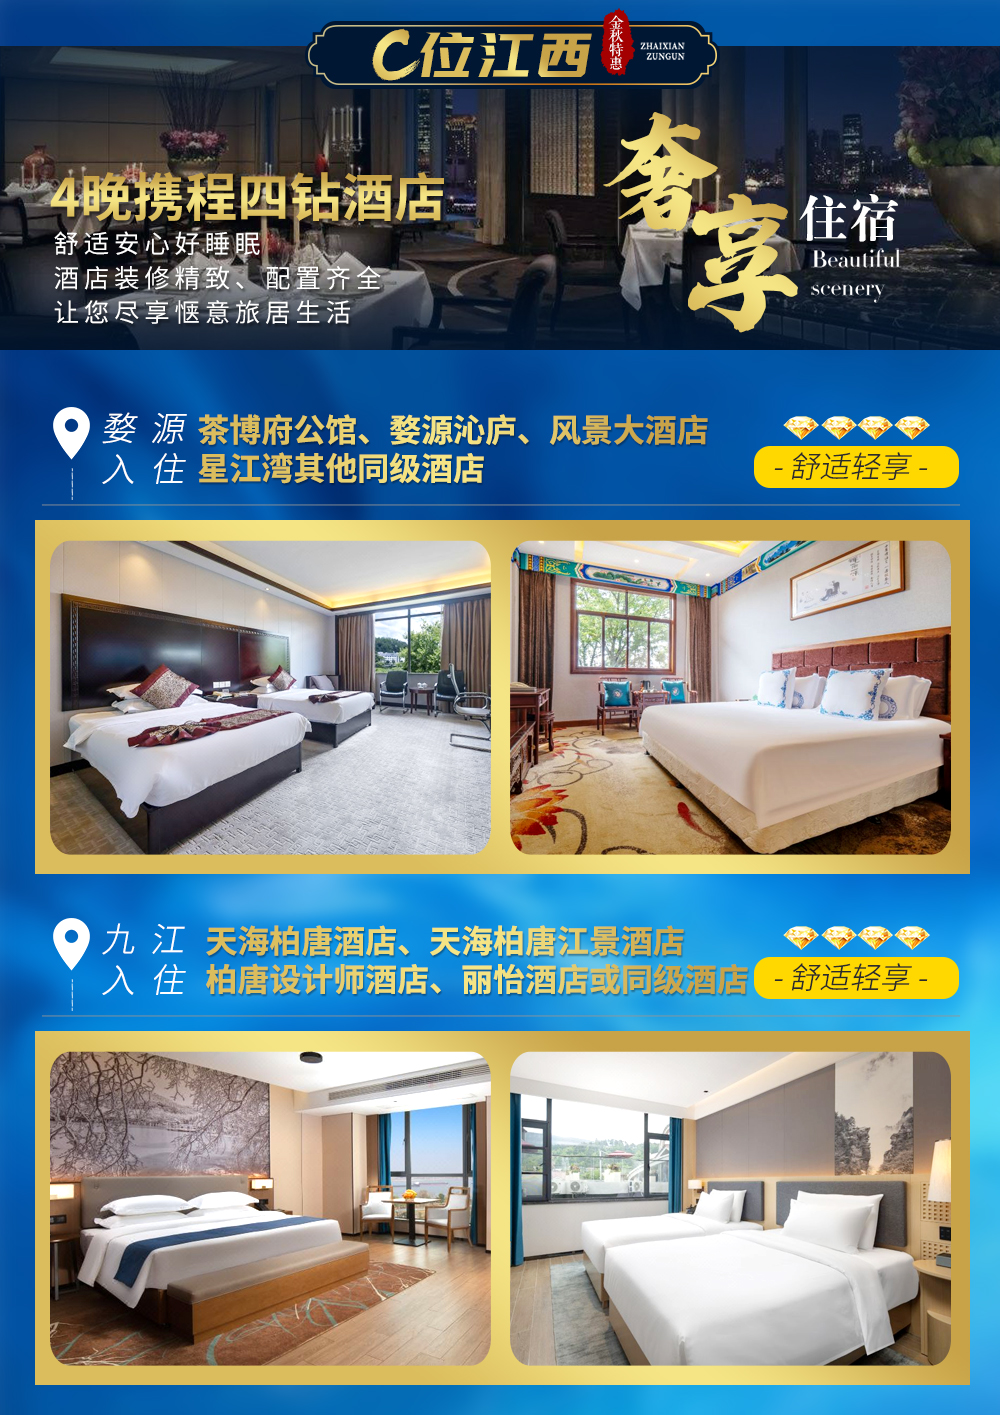 C位江西
金秋特惠
ZHAIXIAN
ZUNGUN
奢享
住宿
Beautiful
scenery
4晚携程四钻酒店
舒适安心好睡眠
酒店装修精致、配置齐全
让您尽享惬意旅居生活
婺源 茶博府公馆、婺源沁庐、风景大酒店
入住 星江湾其他同级酒店
- 舒适轻享 -
九江 天海柏唐酒店、天海柏唐江景酒店
入住 柏唐设计师酒店、丽怡酒店或同级酒店
- 舒适轻享 -